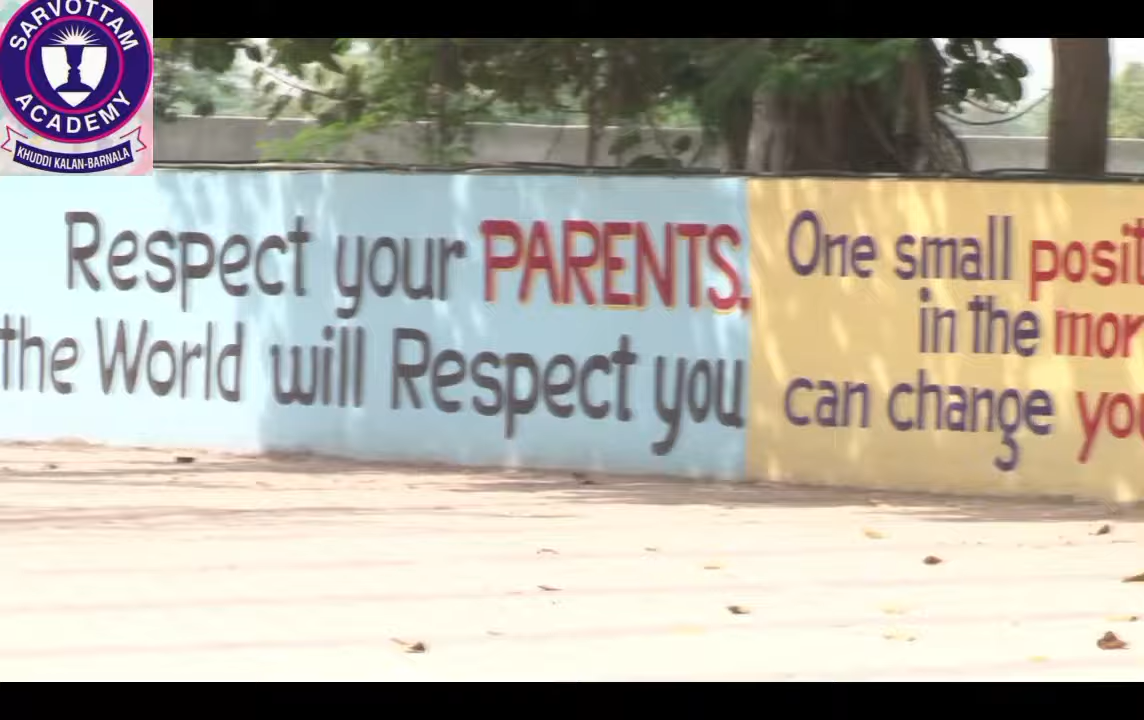 SARVOTTAM
ACADEMY
KHUDDI KALAN-BARNALA
Respect your PARENTS.
the World will Respect you
One small
in the
can change